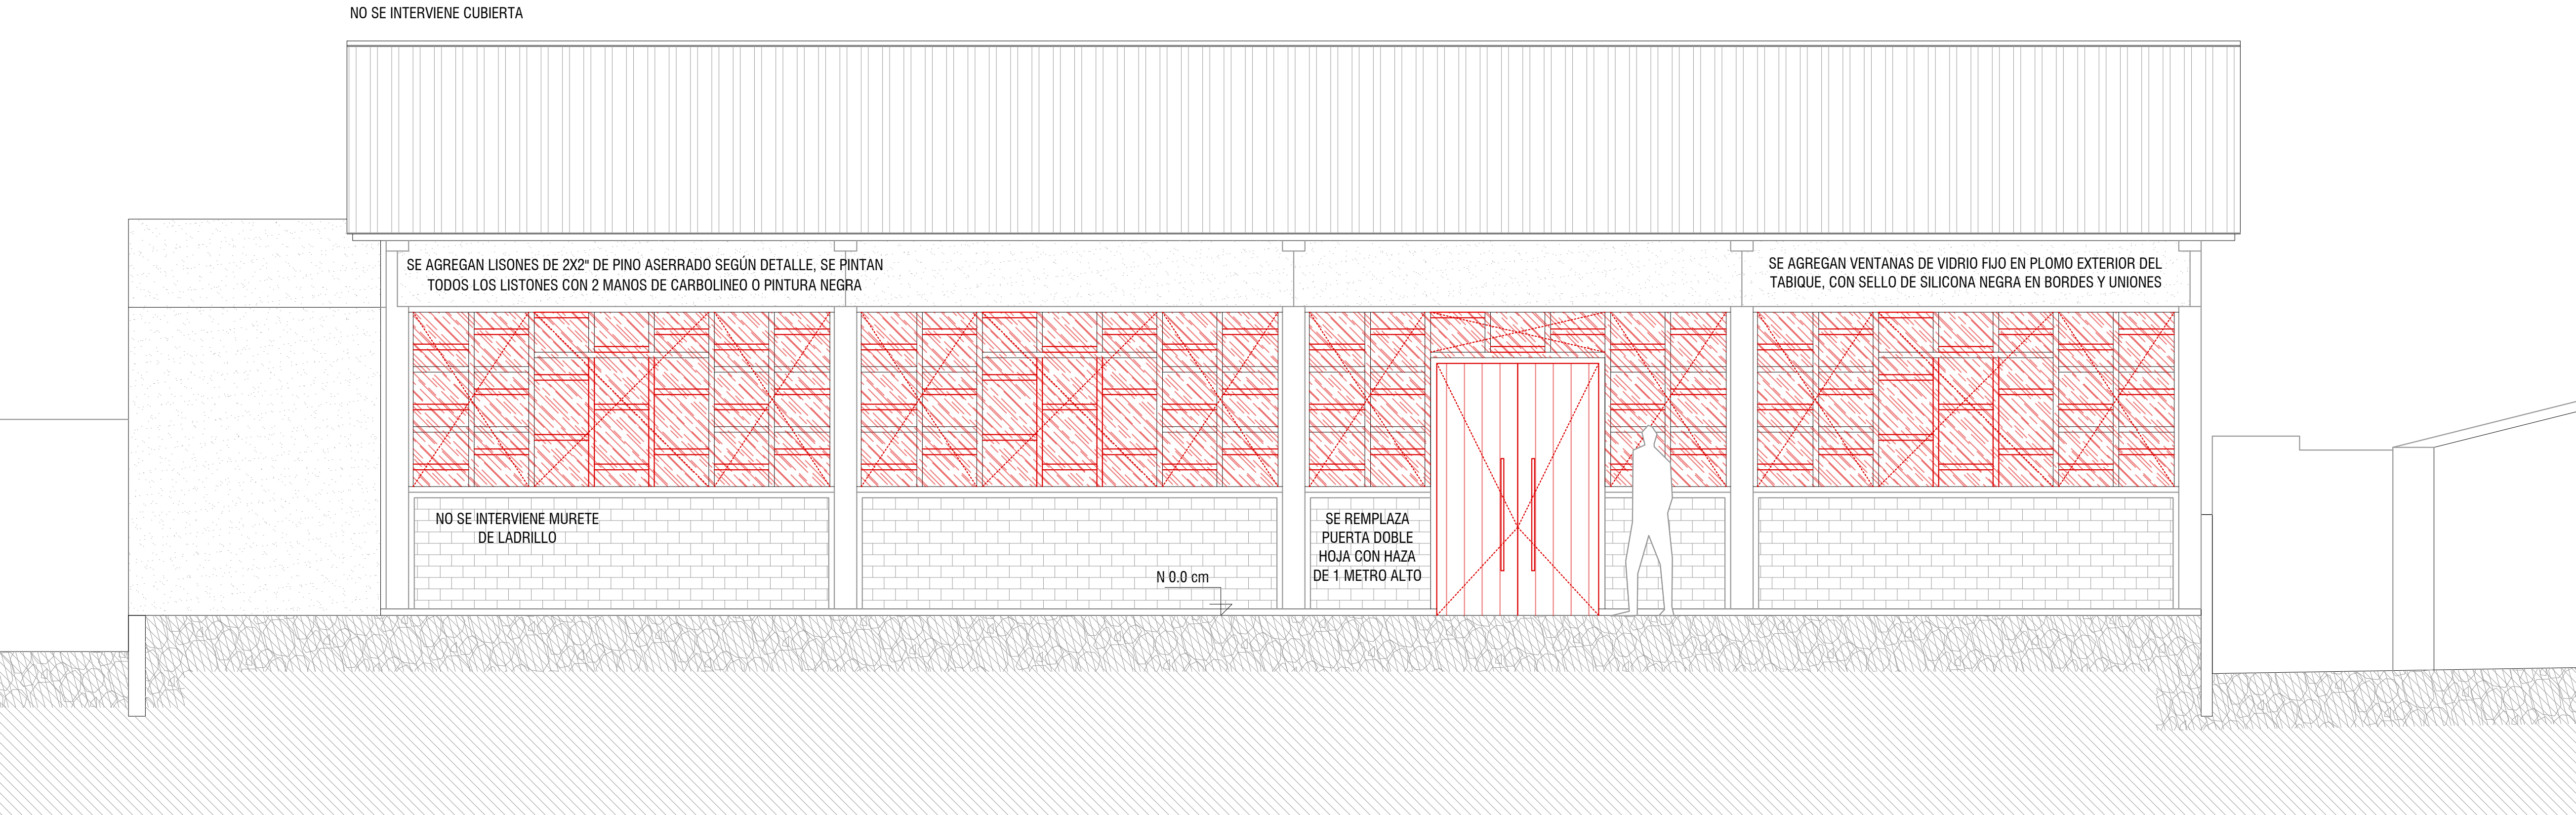 NO SE INTERVIENE CUBIERTA
SE AGREGAN LISONES DE 2X2" DE PINO ASERRADO SEGÚN DETALLE, SE PINTAN
TODOS LOS LISTONES CON 2 MANOS DE CARBOLINEO O PINTURA NEGRA
SE AGREGAN VENTANAS DE VIDRIO FIJO EN PLOMO EXTERIOR DEL
TABIQUE, CON SELLO DE SILICONA NEGRA EN BORDES Y UNIONES
NO SE INTERVIENE MURETE
DE LADRILLO
N 0.0 cm
SE REMPLAZA
PUERTA DOBLE
HOJA CON HAZA
DE 1 METRO ALTO